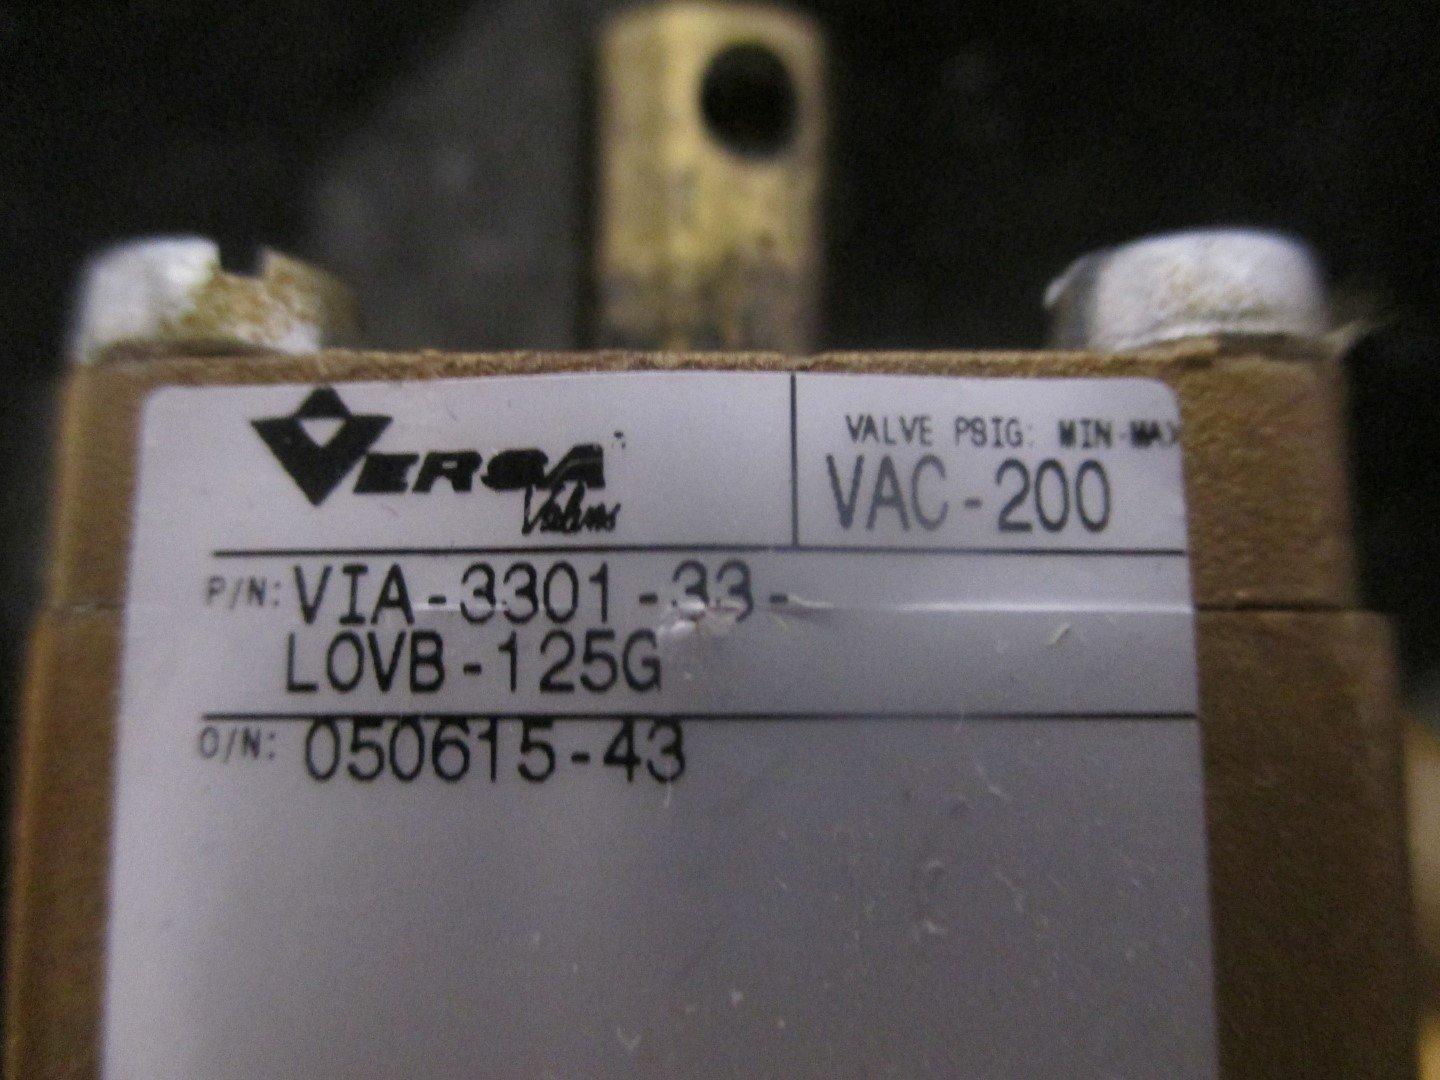 VERSA
Valves
VALVE PSIG: MIN-MAX
VAC-200
P/N: VIA-3301-33-
LOVB-125G
O/N: 050615-43